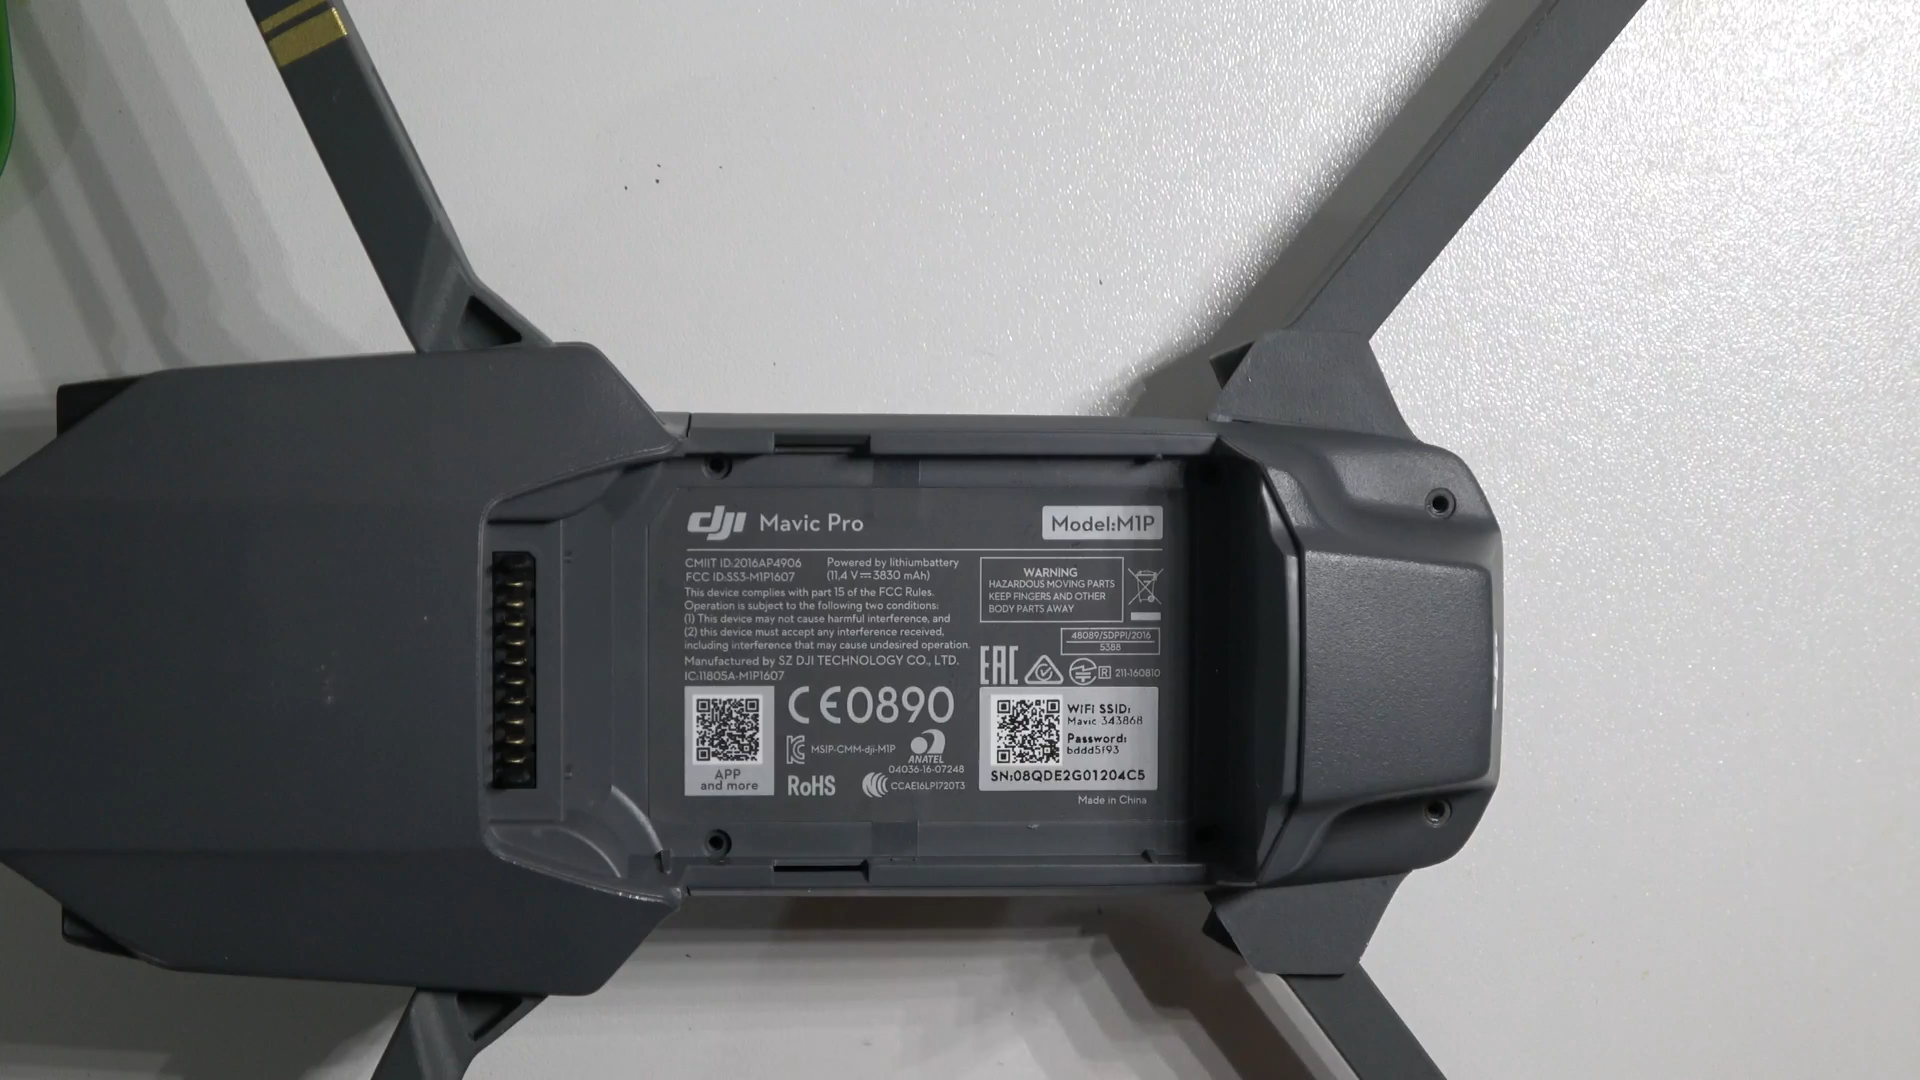 dji Mavic Pro
Model:M1P
CMIIT ID:2016AP4906
FCC ID:SS3-M1P1607
Powered by lithiumbattery
(11.4 V⎓3830 mAh)
This device complies with part 15 of the FCC Rules.
Operation is subject to the following two conditions:
(1) This device may not cause harmful interference, and
(2) this device must accept any interference received,
including interference that may cause undesired operation.
Manufactured by SZ DJI TECHNOLOGY CO., LTD.
IC:11805A-M1P1607
WARNING
HAZARDOUS MOVING PARTS
KEEP FINGERS AND OTHER
BODY PARTS AWAY
48089/SDPPI/2016
5388
EAC
R 211-160810
APP
and more
CE0890
MSIP-CMM-dji-M1P
ANATEL
04036-16-07248
RoHS
CCAE16LP1720T3
WIFI SSID:
Mavic 343868
Password:
bddd5f93
SN:08QDE2G01204C5
Made in China